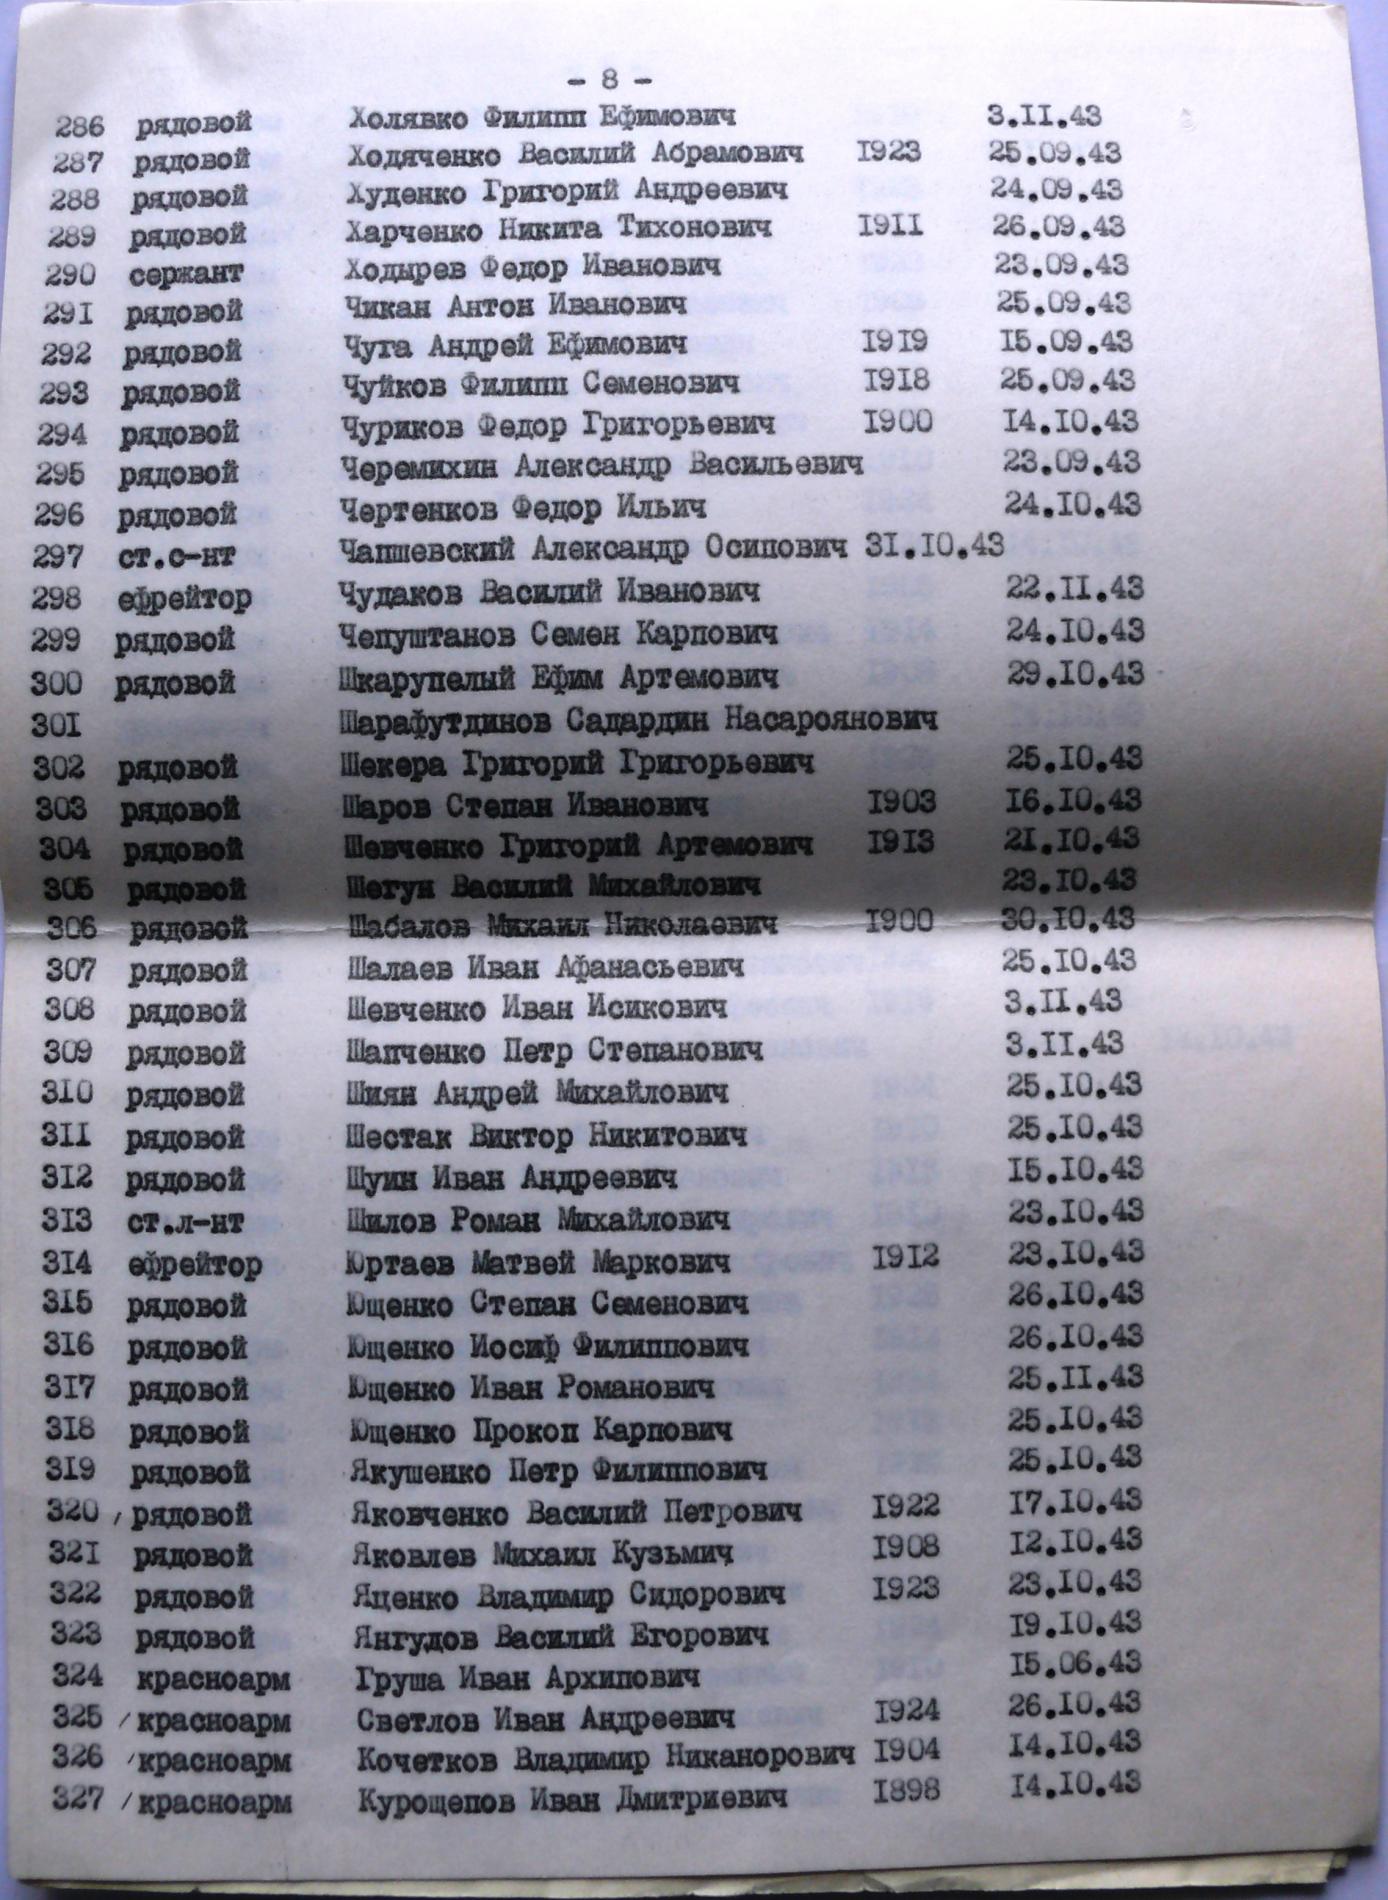 - 8 -
286 рядовой Холявко Филипп Ефимович 3.II.43
287 рядовой Ходяченко Василий Абрамович I923 25.09.43
288 рядовой Худенко Григорий Андреевич 24.09.43
289 рядовой Харченко Никита Тихонович I9II 26.09.43
290 сержант Ходырев Федор Иванович 23.09.43
29I рядовой Чикан Антон Иванович 25.09.43
292 рядовой Чуга Андрей Ефимович I9I9 I5.09.43
293 рядовой Чуйков Филипп Семенович I9I8 25.09.43
294 рядовой Чуриков Федор Григорьевич I900 I4.I0.43
295 рядовой Черемихин Александр Васильевич 23.09.43
296 рядовой Чертенков Федор Ильич 24.I0.43
297 ст.с-нт Чапшевский Александр Осипович 3I.I0.43
298 ефрейтор Чудаков Василий Иванович 22.II.43
299 рядовой Чепуштанов Семен Карпович 24.I0.43
300 рядовой Шкарупелый Ефим Артемович 29.I0.43
30I Шарафутдинов Садардин Насароянович
302 рядовой Шекера Григорий Григорьевич 25.I0.43
303 рядовой Шаров Степан Иванович I903 I6.I0.43
304 рядовой Шевченко Григорий Артемович I9I3 2I.I0.43
305 рядовой Шегун Василий Михайлович 23.I0.43
306 рядовой Шабалов Михаил Николаевич I900 30.I0.43
307 рядовой Шалаев Иван Афанасьевич 25.I0.43
308 рядовой Шевченко Иван Исикович 3.II.43
309 рядовой Шапченко Петр Степанович 3.II.43
3I0 рядовой Шиян Андрей Михайлович 25.I0.43
3II рядовой Шестак Виктор Никитович 25.I0.43
3I2 рядовой Шуин Иван Андреевич I5.I0.43
3I3 ст.л-нт Шилов Роман Михайлович 23.I0.43
3I4 ефрейтор Юртаев Матвей Маркович I9I2 23.I0.43
3I5 рядовой Ющенко Степан Семенович 26.I0.43
3I6 рядовой Ющенко Иосиф Филиппович 26.I0.43
3I7 рядовой Ющенко Иван Романович 25.II.43
3I8 рядовой Ющенко Прокоп Карпович 25.I0.43
3I9 рядовой Якушенко Петр Филиппович 25.I0.43
320 рядовой Яковченко Василий Петрович I922 I7.I0.43
32I рядовой Яковлев Михаил Кузьмич I908 I2.I0.43
322 рядовой Яценко Владимир Сидорович I923 23.I0.43
323 рядовой Янгудов Василий Егорович I9.I0.43
324 красноарм Груша Иван Архипович I5.06.43
325 / красноарм Светлов Иван Андреевич I924 26.I0.43
326 / красноарм Кочетков Владимир Никанорович I904 I4.I0.43
327 / красноарм Курощепов Иван Дмитриевич I898 I4.I0.43